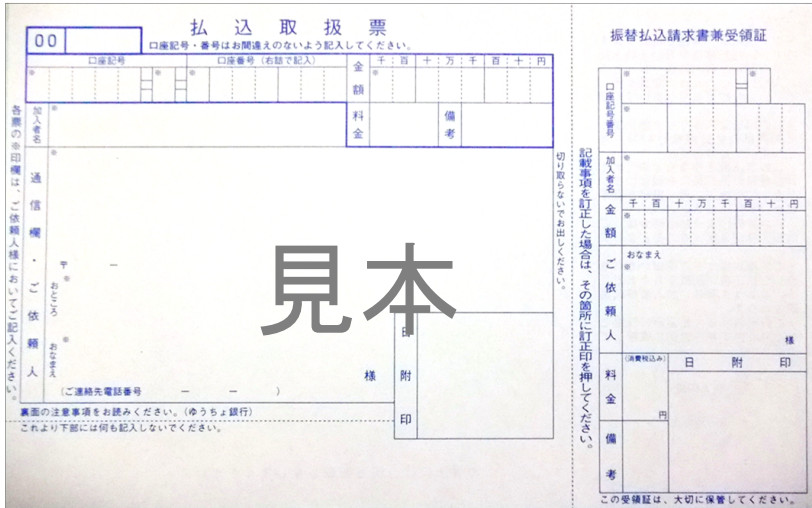 払込取扱票
00
口座記号・番号はお間違えのないよう記入してください。
口座記号
口座番号（右詰で記入）
金額
千 百 十 万 千 百 十 円
※
※
※
※
加入者名
※
料金
備考
各票の※印欄は、ご依頼人様においてご記入ください。
通信欄・ご依頼人
※
〒 ―
おところ
※
おなまえ
※
様
（ご連絡先電話番号 ― ― ）
裏面の注意事項をお読みください。（ゆうちょ銀行）
これより下部には何も記入しないでください。
印附印
切り取らないでお出しください。
見本
記載事項を訂正した場合は、その箇所に訂正印を押してください。
振替払込請求書兼受領証
口座記号番号
※
※
※
加入者名
※
金額
千 百 十 万 千 百 十 円
※
ご依頼人
おなまえ
※
様
料金
（消費税込み）
円
日附印
備考
この受領証は、大切に保管してください。